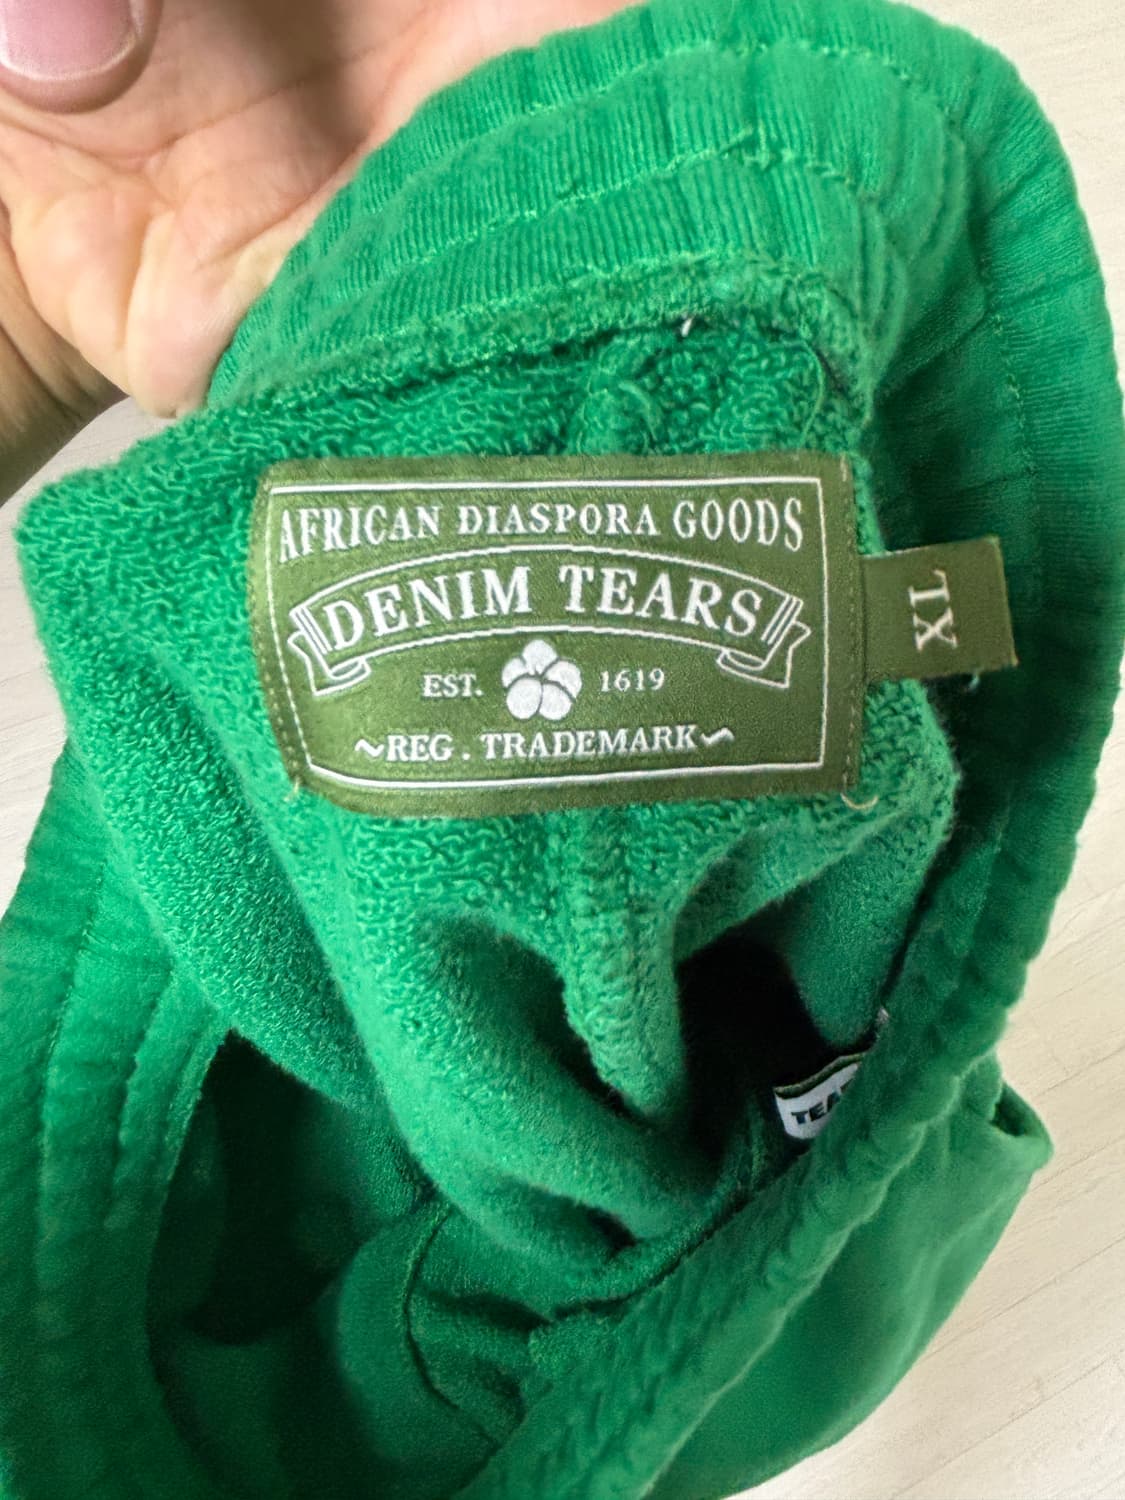 AFRICAN DIASPORA GOODS
DENIM TEARS
EST. 1619
~REG. TRADEMARK~
XL